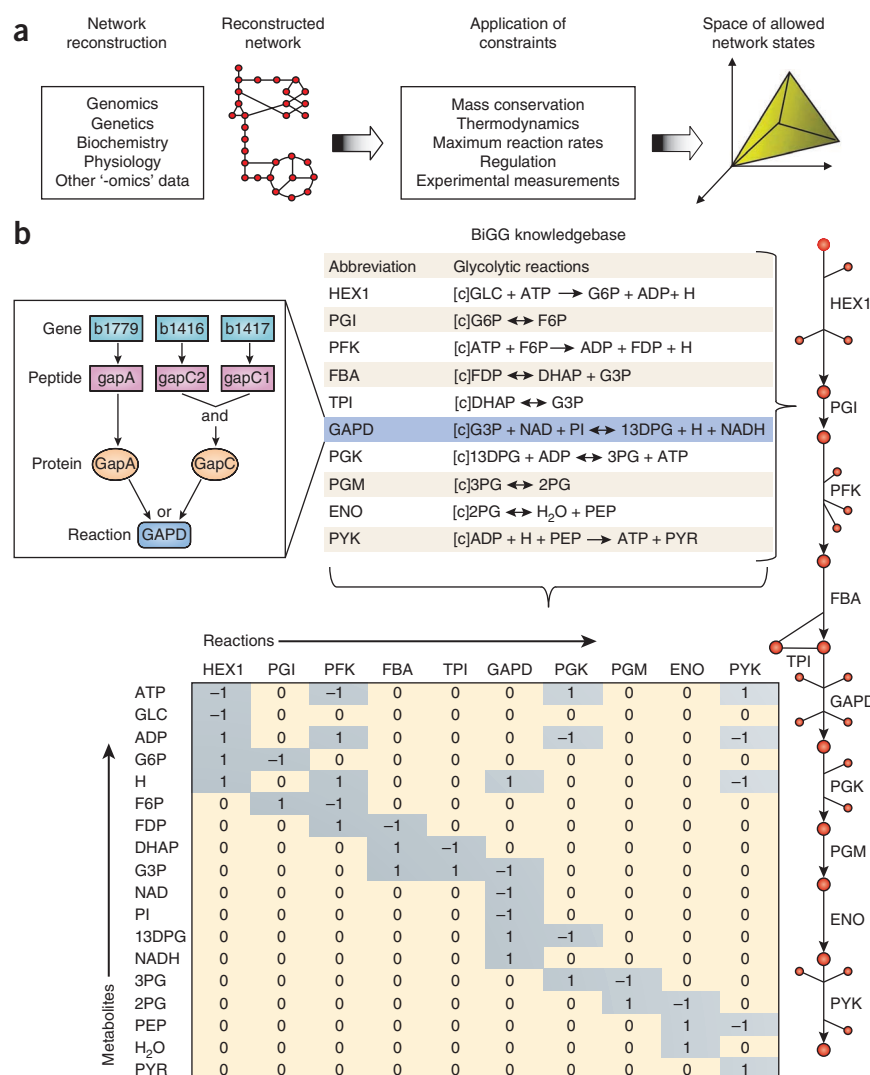 a
Network reconstruction
Genomics
Genetics
Biochemistry
Physiology
Other '-omics' data
Reconstructed network
Application of constraints
Mass conservation
Thermodynamics
Maximum reaction rates
Regulation
Experimental measurements
Space of allowed network states
b
Gene b1779 b1416 b1417
Peptide gapA gapC2 gapC1
and
Protein GapA GapC
or
Reaction GAPD
BiGG knowledgebase
Abbreviation Glycolytic reactions
HEX1 [c]GLC + ATP → G6P + ADP+ H
PGI [c]G6P ↔ F6P
PFK [c]ATP + F6P → ADP + FDP + H
FBA [c]FDP ↔ DHAP + G3P
TPI [c]DHAP ↔ G3P
GAPD [c]G3P + NAD + PI ↔ 13DPG + H + NADH
PGK [c]13DPG + ADP ↔ 3PG + ATP
PGM [c]3PG ↔ 2PG
ENO [c]2PG ↔ H₂O + PEP
PYK [c]ADP + H + PEP → ATP + PYR
HEX1
PGI
PFK
FBA
TPI
GAPD
PGK
PGM
ENO
PYK
Reactions
HEX1 PGI PFK FBA TPI GAPD PGK PGM ENO PYK
Metabolites
ATP −1 0 −1 0 0 0 1 0 0 1
GLC −1 0 0 0 0 0 0 0 0 0
ADP 1 0 1 0 0 0 −1 0 0 −1
G6P 1 −1 0 0 0 0 0 0 0 0
H 1 0 1 0 0 1 0 0 0 −1
F6P 0 1 −1 0 0 0 0 0 0 0
FDP 0 0 1 −1 0 0 0 0 0 0
DHAP 0 0 0 1 −1 0 0 0 0 0
G3P 0 0 0 1 1 −1 0 0 0 0
NAD 0 0 0 0 0 −1 0 0 0 0
PI 0 0 0 0 0 −1 0 0 0 0
13DPG 0 0 0 0 0 1 −1 0 0 0
NADH 0 0 0 0 0 1 0 0 0 0
3PG 0 0 0 0 0 0 1 −1 0 0
2PG 0 0 0 0 0 0 0 1 −1 0
PEP 0 0 0 0 0 0 0 0 1 −1
H₂O 0 0 0 0 0 0 0 0 1 0
PYR 0 0 0 0 0 0 0 0 0 1